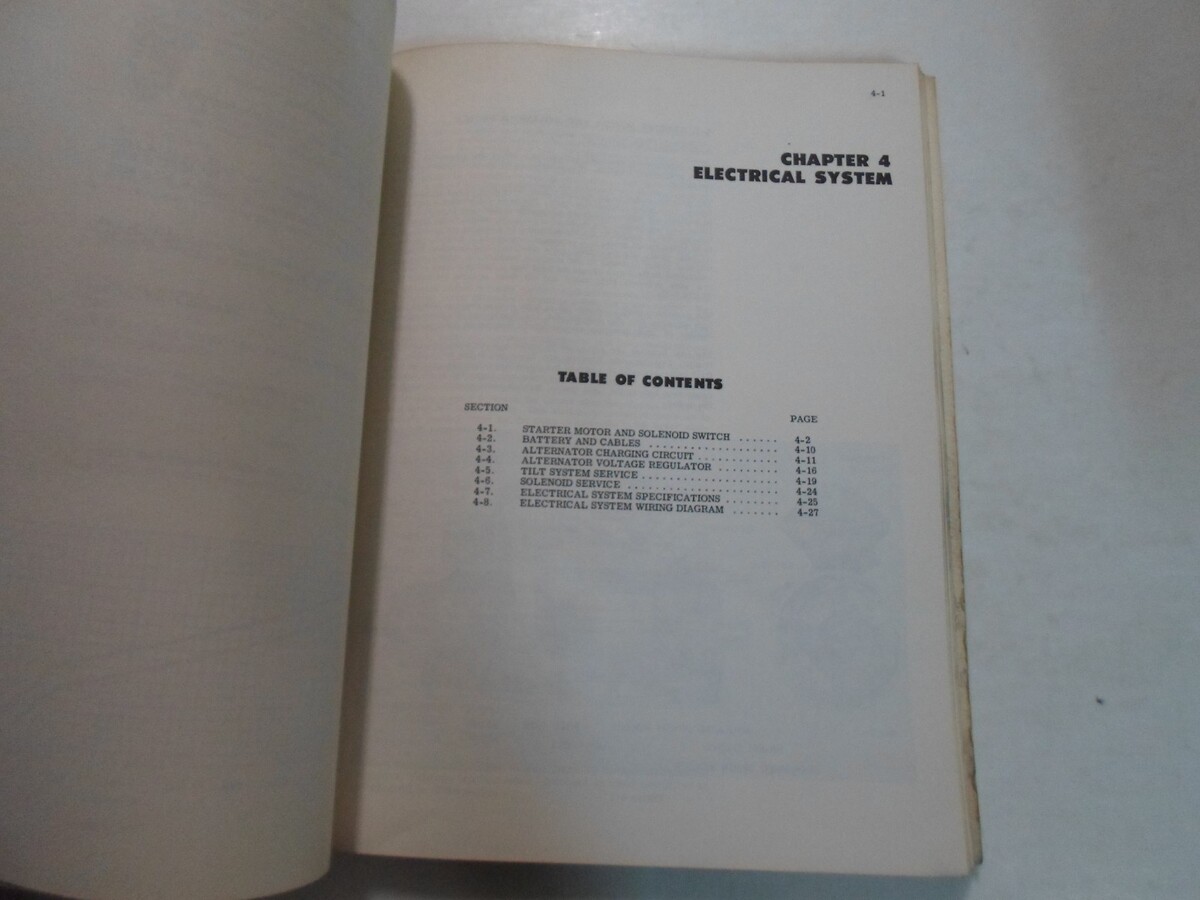 4-1
CHAPTER 4
ELECTRICAL SYSTEM
TABLE OF CONTENTS
SECTION PAGE
4-1. STARTER MOTOR AND SOLENOID SWITCH ...... 4-2
4-2. BATTERY AND CABLES ................... 4-10
4-3. ALTERNATOR CHARGING CIRCUIT ............ 4-11
4-4. ALTERNATOR VOLTAGE REGULATOR ......... 4-16
4-5. TILT SYSTEM SERVICE .................... 4-19
4-6. SOLENOID SERVICE ...................... 4-24
4-7. ELECTRICAL SYSTEM SPECIFICATIONS ........ 4-25
4-8. ELECTRICAL SYSTEM WIRING DIAGRAM ....... 4-27